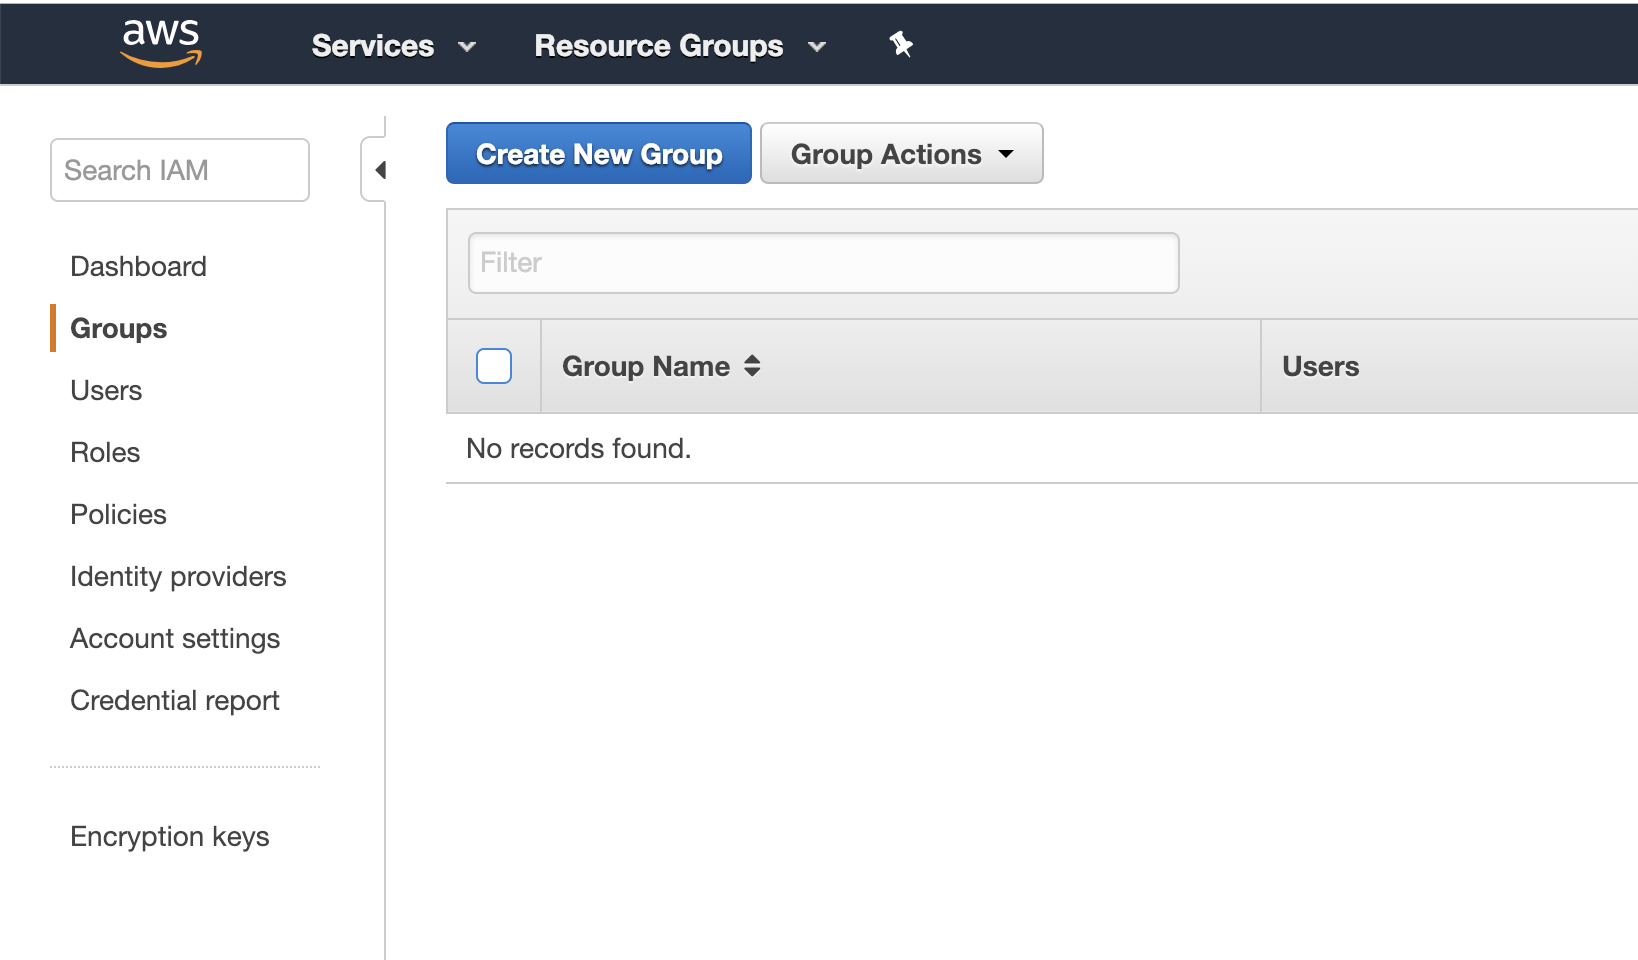 aws Services Resource Groups
Search IAM
Dashboard
Groups
Users
Roles
Policies
Identity providers
Account settings
Credential report
Encryption keys
Create New Group Group Actions
Filter
Group Name Users
No records found.